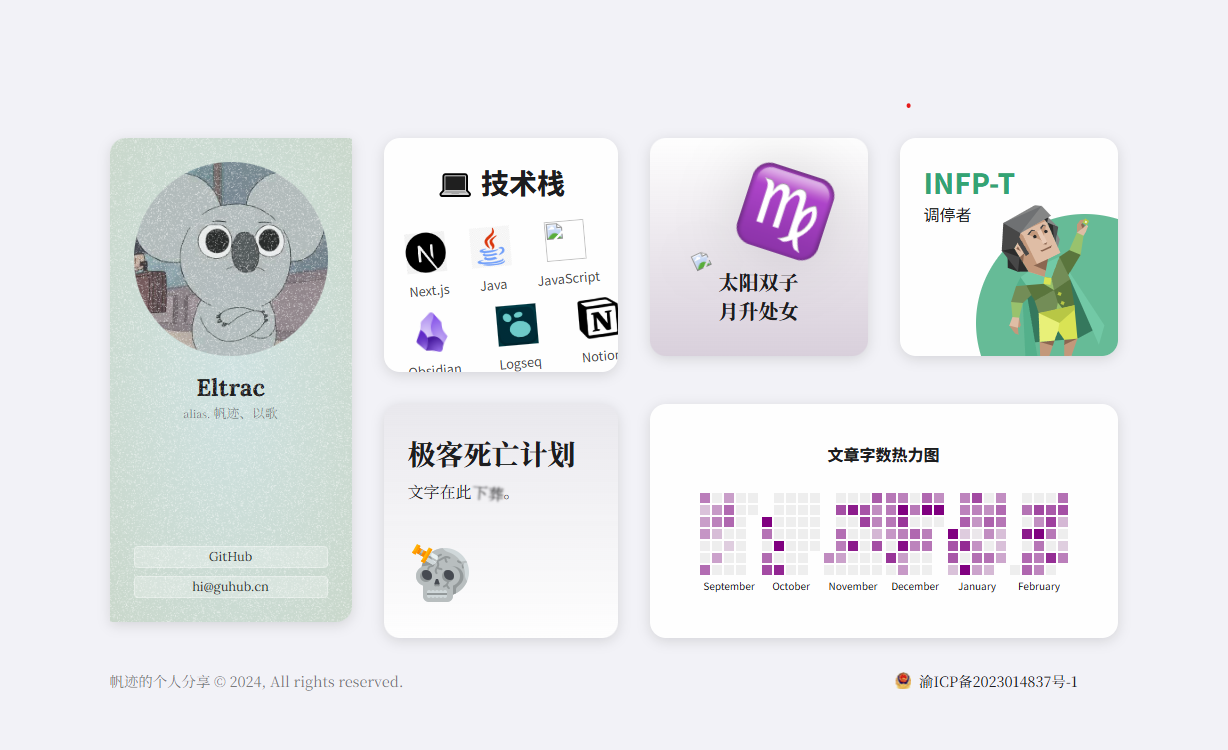 Eltrac
alias. 帆迹、以歌
GitHub
hi@guhub.cn
💻 技术栈
Next.js
Java
JavaScript
Obsidian
Logseq
Notion
太阳双子
月升处女
INFP-T
调停者
极客死亡计划
文字在此下葬。
文章字数热力图
September
October
November
December
January
February
帆迹的个人分享 © 2024, All rights reserved.
渝ICP备2023014837号-1